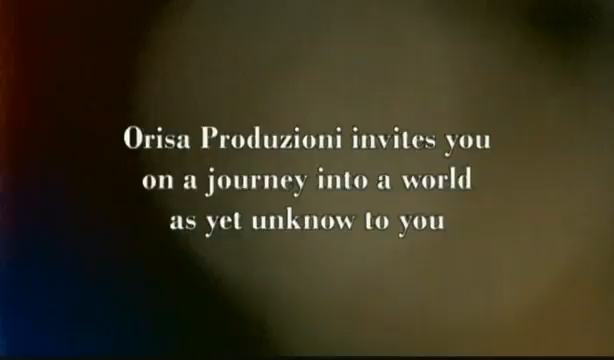 Orisa Produzioni invites you
on a journey into a world
as yet unknow to you